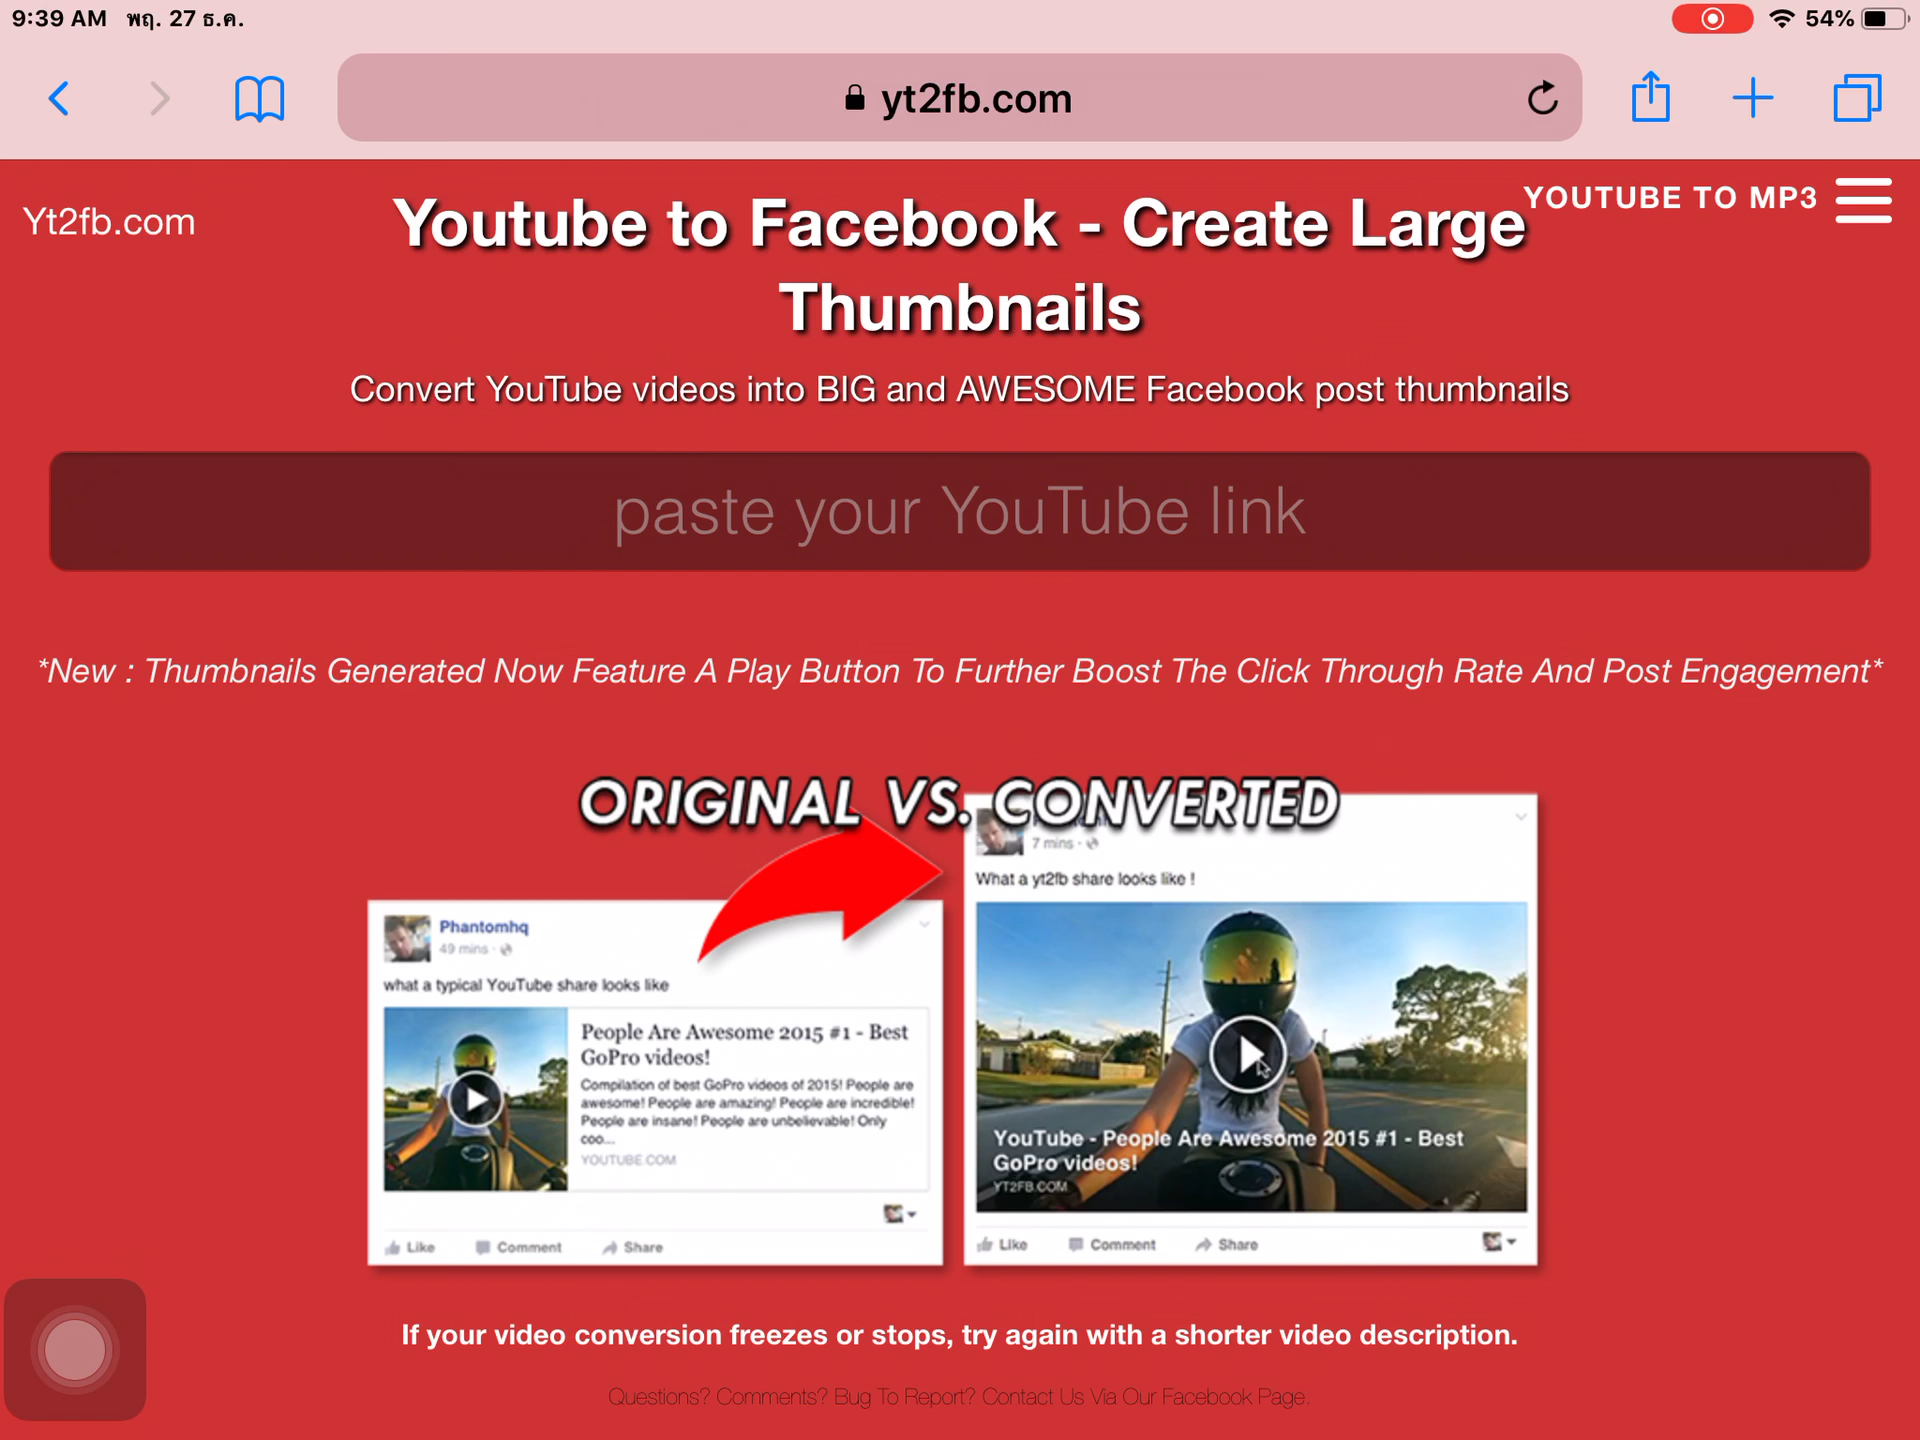 9:39 AM พฤ. 27 ธ.ค.
54%
yt2fb.com
Yt2fb.com
YOUTUBE TO MP3
Youtube to Facebook - Create Large
Thumbnails
Convert YouTube videos into BIG and AWESOME Facebook post thumbnails
paste your YouTube link
*New : Thumbnails Generated Now Feature A Play Button To Further Boost The Click Through Rate And Post Engagement*
ORIGINAL VS. CONVERTED
Phantomhq
49 mins ·
what a typical YouTube share looks like
People Are Awesome 2015 #1 - Best
GoPro videos!
Compilation of best GoPro videos of 2015! People are
awesome! People are amazing! People are incredible!
People are insane! People are unbelievable! Only
coo...
YOUTUBE.COM
Like Comment Share
7 mins ·
What a yt2fb share looks like !
YouTube - People Are Awesome 2015 #1 - Best
GoPro videos!
YT2FB.COM
Like Comment Share
If your video conversion freezes or stops, try again with a shorter video description.
Questions? Comments? Bug To Report? Contact Us Via Our Facebook Page.